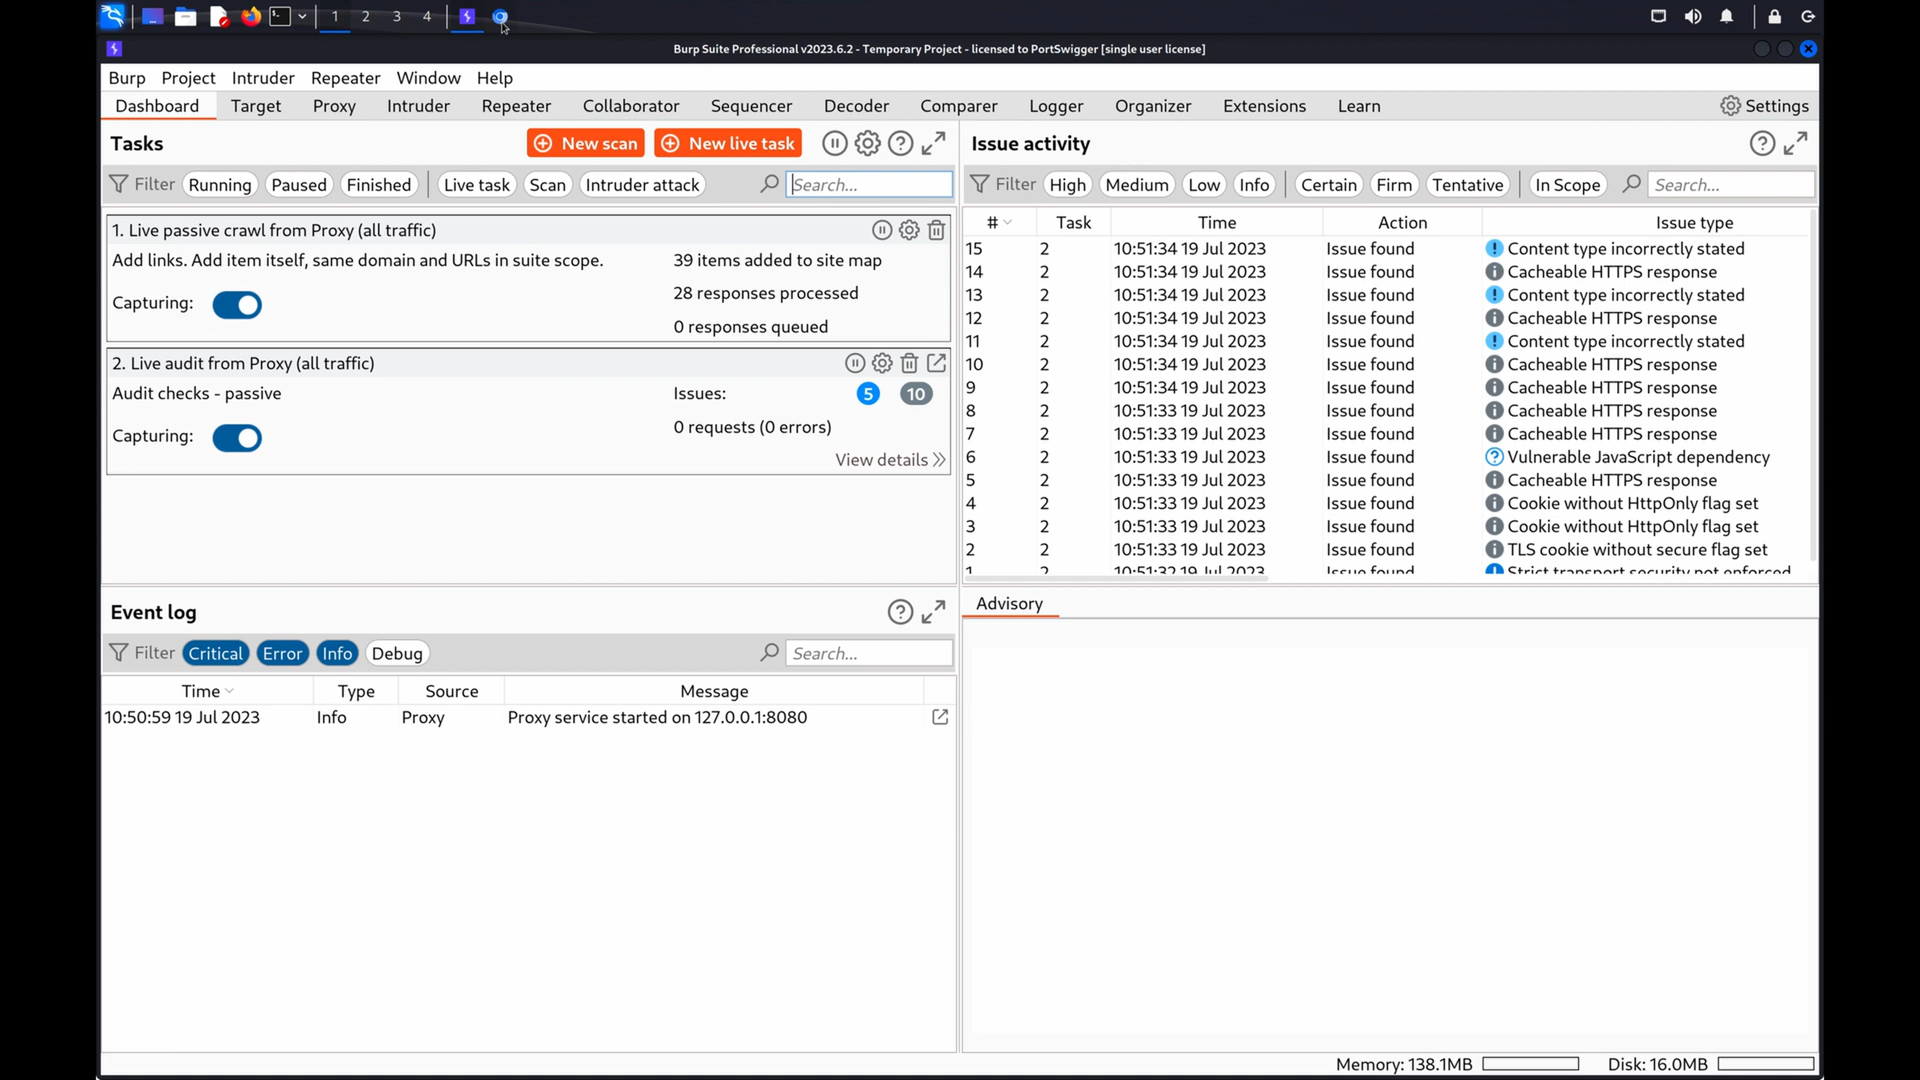 1 2 3 4
Burp Suite Professional v2023.6.2 - Temporary Project - licensed to PortSwigger [single user license]
Burp Project Intruder Repeater Window Help
Dashboard Target Proxy Intruder Repeater Collaborator Sequencer Decoder Comparer Logger Organizer Extensions Learn Settings
Tasks New scan New live task
Filter Running Paused Finished Live task Scan Intruder attack Search...
1. Live passive crawl from Proxy (all traffic)
Add links. Add item itself, same domain and URLs in suite scope. 39 items added to site map
28 responses processed
Capturing:
0 responses queued
2. Live audit from Proxy (all traffic)
Audit checks - passive Issues: 5 10
0 requests (0 errors)
Capturing:
View details
Issue activity
Filter High Medium Low Info Certain Firm Tentative In Scope Search...
# Task Time Action Issue type
15 2 10:51:34 19 Jul 2023 Issue found Content type incorrectly stated
14 2 10:51:34 19 Jul 2023 Issue found Cacheable HTTPS response
13 2 10:51:34 19 Jul 2023 Issue found Content type incorrectly stated
12 2 10:51:34 19 Jul 2023 Issue found Cacheable HTTPS response
11 2 10:51:34 19 Jul 2023 Issue found Content type incorrectly stated
10 2 10:51:34 19 Jul 2023 Issue found Cacheable HTTPS response
9 2 10:51:34 19 Jul 2023 Issue found Cacheable HTTPS response
8 2 10:51:33 19 Jul 2023 Issue found Cacheable HTTPS response
7 2 10:51:33 19 Jul 2023 Issue found Cacheable HTTPS response
6 2 10:51:33 19 Jul 2023 Issue found Vulnerable JavaScript dependency
5 2 10:51:33 19 Jul 2023 Issue found Cacheable HTTPS response
4 2 10:51:33 19 Jul 2023 Issue found Cookie without HttpOnly flag set
3 2 10:51:33 19 Jul 2023 Issue found Cookie without HttpOnly flag set
2 2 10:51:33 19 Jul 2023 Issue found TLS cookie without secure flag set
1 2 10:51:32 19 Jul 2023 Issue found Strict transport security not enforced
Event log
Filter Critical Error Info Debug Search...
Time Type Source Message
10:50:59 19 Jul 2023 Info Proxy Proxy service started on 127.0.0.1:8080
Advisory
Memory: 138.1MB Disk: 16.0MB